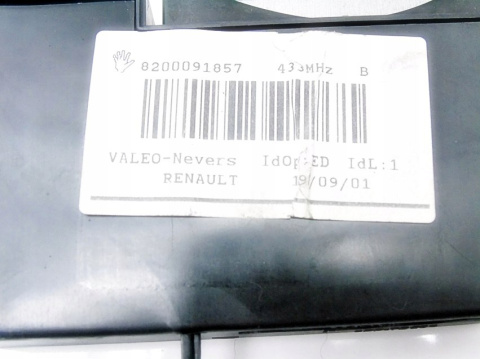 8200091857 433MHz B
VALEO-Nevers IdOp:ED IdL:1
RENAULT 19/09/01